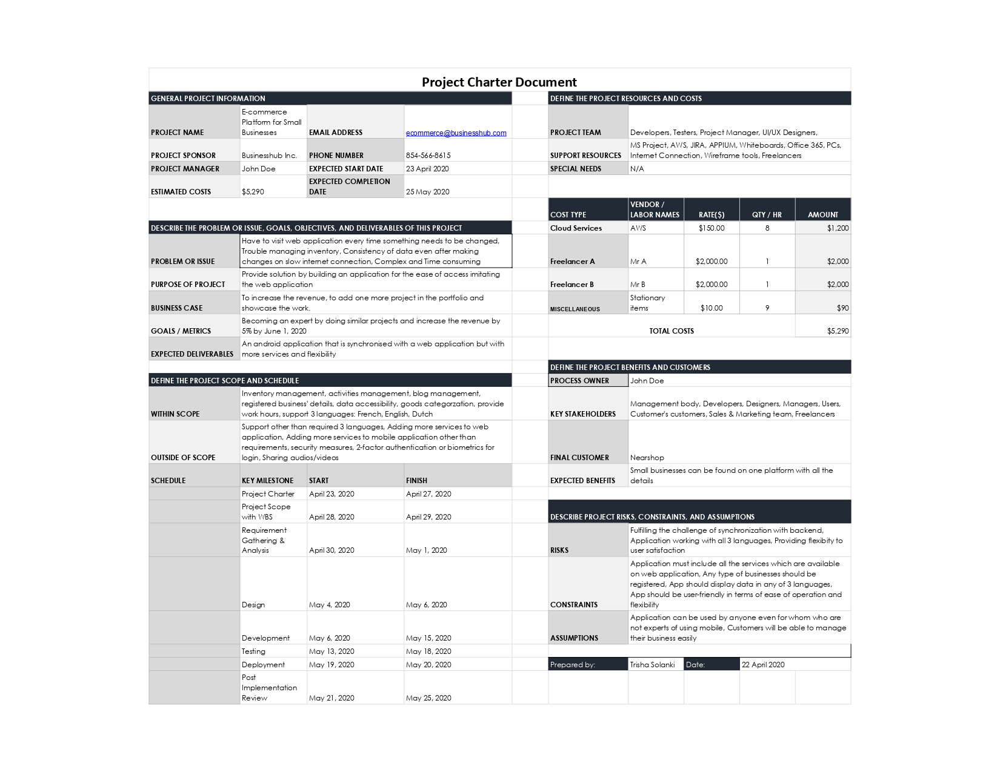 Project Charter Document
GENERAL PROJECT INFORMATION
PROJECT NAME
E-commerce
Platform for Small
Businesses
EMAIL ADDRESS
ecommerce@businesshub.com
PROJECT SPONSOR
Businesshub Inc.
PHONE NUMBER
854-566-8615
PROJECT MANAGER
John Doe
EXPECTED START DATE
23 April 2020
ESTIMATED COSTS
$5,290
EXPECTED COMPLETION
DATE
25 May 2020
DESCRIBE THE PROBLEM OR ISSUE, GOALS, OBJECTIVES, AND DELIVERABLES OF THIS PROJECT
PROBLEM OR ISSUE
Have to visit web application every time something needs to be changed,
Trouble managing inventory, Consistency of data even after making
changes on slow internet connection, Complex and Time consuming
PURPOSE OF PROJECT
Provide solution by building an application for the ease of access imitating
the web application
BUSINESS CASE
To increase the revenue, to add one more project in the portfolio and
showcase the work.
GOALS / METRICS
Becoming an expert by doing similar projects and increase the revenue by
5% by June 1, 2020
EXPECTED DELIVERABLES
An android application that is synchronised with a web application but with
more services and flexibility
DEFINE THE PROJECT SCOPE AND SCHEDULE
WITHIN SCOPE
Inventory management, activities management, blog management,
registered business' details, data accessibility, goods categorzation, provide
work hours, support 3 languages: French, English, Dutch
OUTSIDE OF SCOPE
Support other than required 3 languages, Adding more services to web
application, Adding more services to mobile application other than
requirements, security measures, 2-factor authentication or biometrics for
login, Sharing audios/videos
SCHEDULE
KEY MILESTONE
START
FINISH
Project Charter
April 23, 2020
April 27, 2020
Project Scope
with WBS
April 28, 2020
April 29, 2020
Requirement
Gathering &
Analysis
April 30, 2020
May 1, 2020
Design
May 4, 2020
May 6, 2020
Development
May 6, 2020
May 15, 2020
Testing
May 13, 2020
May 18, 2020
Deployment
May 19, 2020
May 20, 2020
Post
Implementation
Review
May 21, 2020
May 25, 2020
DEFINE THE PROJECT RESOURCES AND COSTS
PROJECT TEAM
Developers, Testers, Project Manager, UI/UX Designers,
SUPPORT RESOURCES
MS Project, AWS, JIRA, APPIUM, Whiteboards, Office 365, PCs,
Internet Connection, Wireframe tools, Freelancers
SPECIAL NEEDS
N/A
COST TYPE
VENDOR /
LABOR NAMES
RATE($)
QTY / HR
AMOUNT
Cloud Services
AWS
$150.00
8
$1,200
Freelancer A
Mr A
$2,000.00
1
$2,000
Freelancer B
Mr B
$2,000.00
1
$2,000
MISCELLANEOUS
Stationary
items
$10.00
9
$90
TOTAL COSTS
$5,290
DEFINE THE PROJECT BENEFITS AND CUSTOMERS
PROCESS OWNER
John Doe
KEY STAKEHOLDERS
Management body, Developers, Designers, Managers, Users,
Customer's customers, Sales & Marketing team, Freelancers
FINAL CUSTOMER
Nearshop
EXPECTED BENEFITS
Small businesses can be found on one platform with all the
details
DESCRIBE PROJECT RISKS, CONSTRAINTS, AND ASSUMPTIONS
RISKS
Fulfilling the challenge of synchronization with backend,
Application working with all 3 languages, Providing flexibity to
user satisfaction
CONSTRAINTS
Application must include all the services which are available
on web application, Any type of businesses should be
registered, App should display data in any of 3 languages,
App should be user-friendly in terms of ease of operation and
flexibility
ASSUMPTIONS
Application can be used by anyone even for whom who are
not experts of using mobile, Customers will be able to manage
their business easily
Prepared by:
Trisha Solanki
Date:
22 April 2020